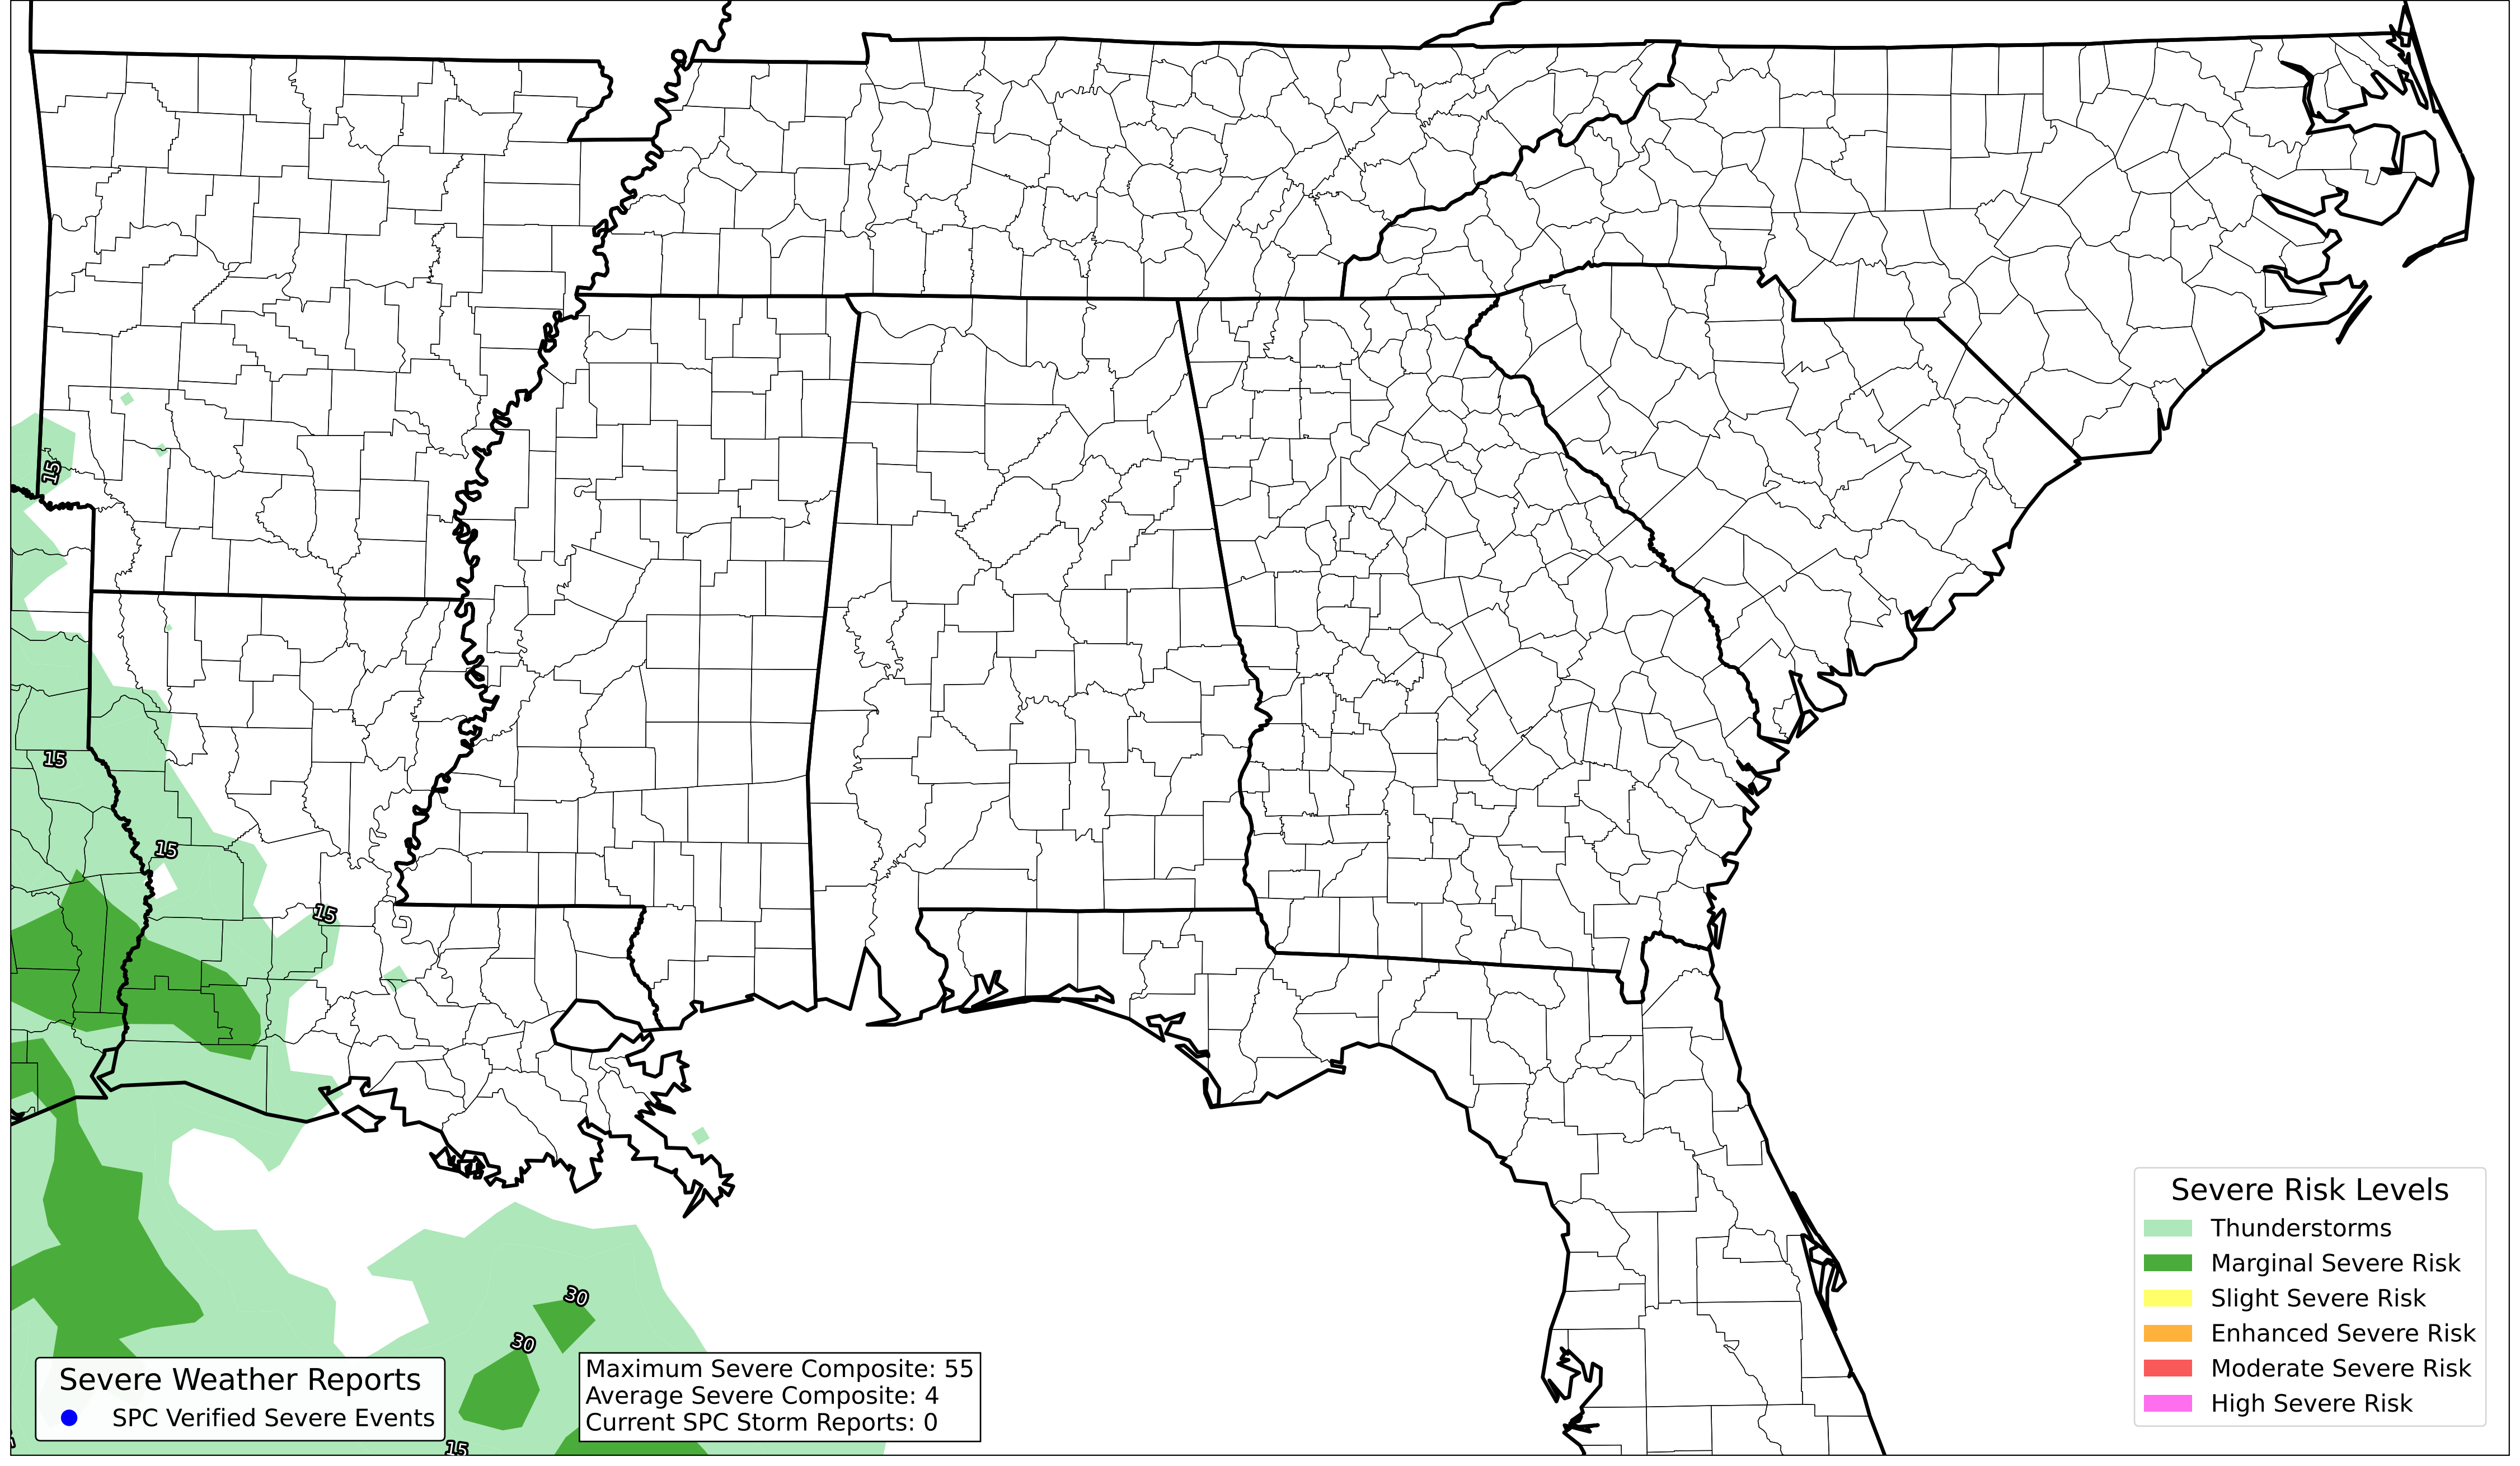 15
15
15
15
30
30
15
Severe Weather Reports
SPC Verified Severe Events
Maximum Severe Composite: 55
Average Severe Composite: 4
Current SPC Storm Reports: 0
Severe Risk Levels
Thunderstorms
Marginal Severe Risk
Slight Severe Risk
Enhanced Severe Risk
Moderate Severe Risk
High Severe Risk